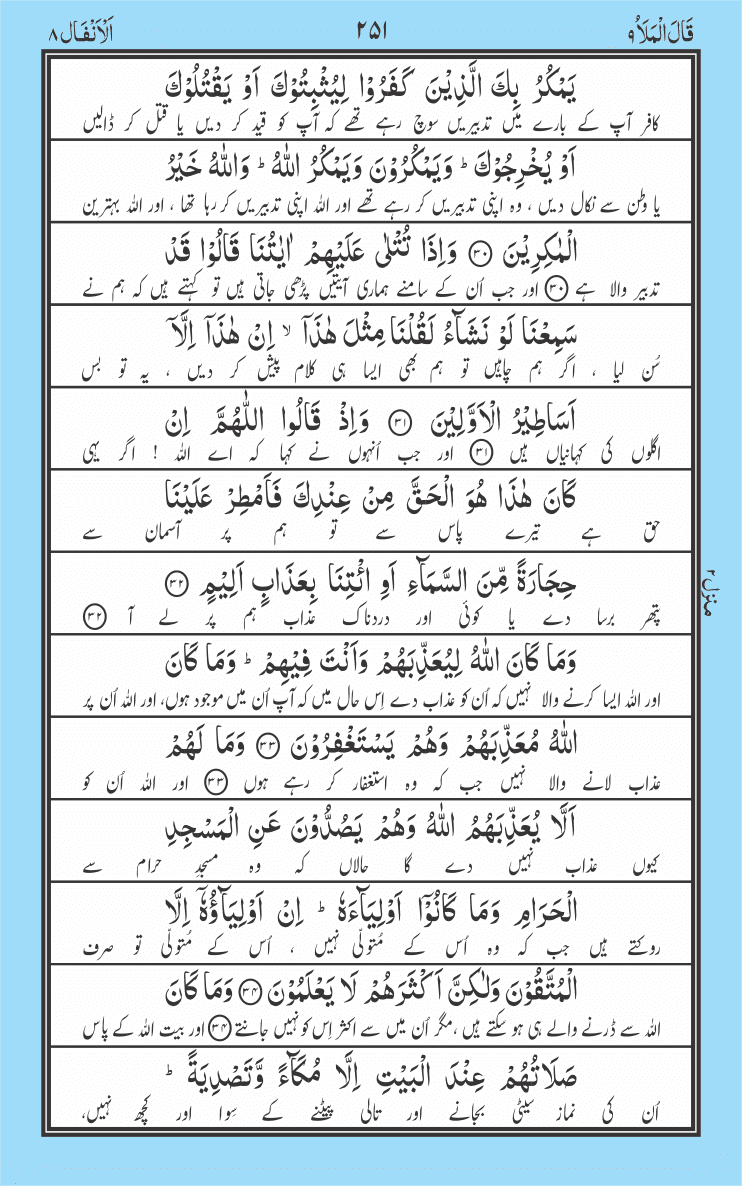 قَالَ الْمَلَاُ ۹
۲۵۱
اَلْاَنْفَال ۸
يَمْكُرُ بِكَ الَّذِيْنَ كَفَرُوْا لِيُثْبِتُوْكَ اَوْ يَقْتُلُوْكَ
کافر آپ کے بارے میں تدبیریں سوچ رہے تھے کہ آپ کو قید کر دیں یا قتل کر ڈالیں
اَوْ يُخْرِجُوْكَ ؕ وَيَمْكُرُوْنَ وَيَمْكُرُ اللّٰهُ ؕ وَاللّٰهُ خَيْرُ
یا وطن سے نکال دیں ، وہ اپنی تدبیریں کر رہے تھے اور اللہ اپنی تدبیریں کر رہا تھا ، اور اللہ بہترین
الْمٰكِرِيْنَ ۝۳۰ وَاِذَا تُتْلٰى عَلَيْهِمْ اٰيٰتُنَا قَالُوْا قَدْ
تدبیر والا ہے ۝۳۰ اور جب اُن کے سامنے ہماری آیتیں پڑھی جاتی ہیں تو کہتے ہیں کہ ہم نے
سَمِعْنَا لَوْ نَشَآءُ لَقُلْنَا مِثْلَ هٰذَاۤ ۙ اِنْ هٰذَاۤ اِلَّاۤ
سُن لیا ، اگر ہم چاہیں تو ہم بھی ایسا ہی کلام پیش کر دیں ، یہ تو بس
اَسَاطِيْرُ الْاَوَّلِيْنَ ۝۳۱ وَاِذْ قَالُوا اللّٰهُمَّ اِنْ
اگلوں کی کہانیاں ہیں ۝۳۱ اور جب اُنہوں نے کہا کہ اے اللہ ! اگر یہی
كَانَ هٰذَا هُوَ الْحَقَّ مِنْ عِنْدِكَ فَاَمْطِرْ عَلَيْنَا
حق ہے تیرے پاس سے تو ہم پر آسمان سے
حِجَارَةً مِّنَ السَّمَآءِ اَوِ ائْتِنَا بِعَذَابٍ اَلِيْمٍ ۝۳۲
پتھر برسا دے یا کوئی اور دردناک عذاب ہم پر لے آ ۝۳۲
وَمَا كَانَ اللّٰهُ لِيُعَذِّبَهُمْ وَاَنْتَ فِيْهِمْ ؕ وَمَا كَانَ
اور اللہ ایسا کرنے والا نہیں کہ اُن کو عذاب دے اِس حال میں کہ آپ اُن میں موجود ہوں، اور اللہ اُن پر
اللّٰهُ مُعَذِّبَهُمْ وَهُمْ يَسْتَغْفِرُوْنَ ۝۳۳ وَمَا لَهُمْ
عذاب لانے والا نہیں جب کہ وہ استغفار کر رہے ہوں ۝۳۳ اور اللہ اُن کو
اَلَّا يُعَذِّبَهُمُ اللّٰهُ وَهُمْ يَصُدُّوْنَ عَنِ الْمَسْجِدِ
کیوں عذاب نہیں دے گا حالاں کہ وہ مسجدِ حرام سے
الْحَرَامِ وَمَا كَانُوْۤا اَوْلِيَآءَهٗ ؕ اِنْ اَوْلِيَآؤُهٗۤ اِلَّا
روکتے ہیں جب کہ وہ اُس کے مُتولّی نہیں ، اُس کے مُتولّی تو صرف
الْمُتَّقُوْنَ وَلٰكِنَّ اَكْثَرَهُمْ لَا يَعْلَمُوْنَ ۝۳۴ وَمَا كَانَ
اللہ سے ڈرنے والے ہی ہو سکتے ہیں ،مگر اُن میں سے اکثر اِس کو نہیں جانتے ۝۳۴ اور بیت اللہ کے پاس
صَلَاتُهُمْ عِنْدَ الْبَيْتِ اِلَّا مُكَآءً وَّتَصْدِيَةً ؕ
اُن کی نماز سیٹی بجانے اور تالی پیٹنے کے سِوا اور کچھ نہیں،
منزل ۲